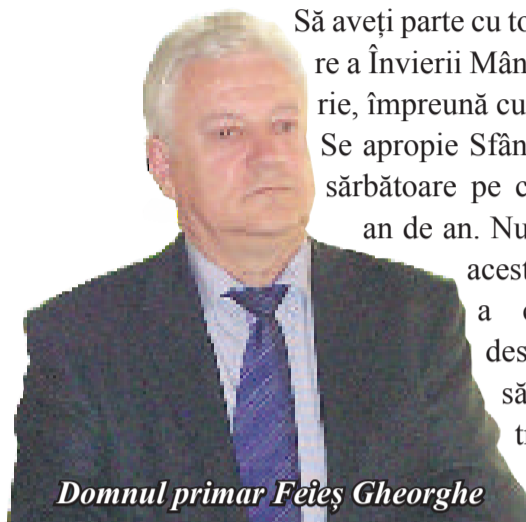 Să aveți parte cu to
re a Învierii Mân
rie, împreună cu
Se apropie Sfân
sărbătoare pe c
an de an. Nu
acest
a
des
să
ti
Domnul primar Feieș Gheorghe